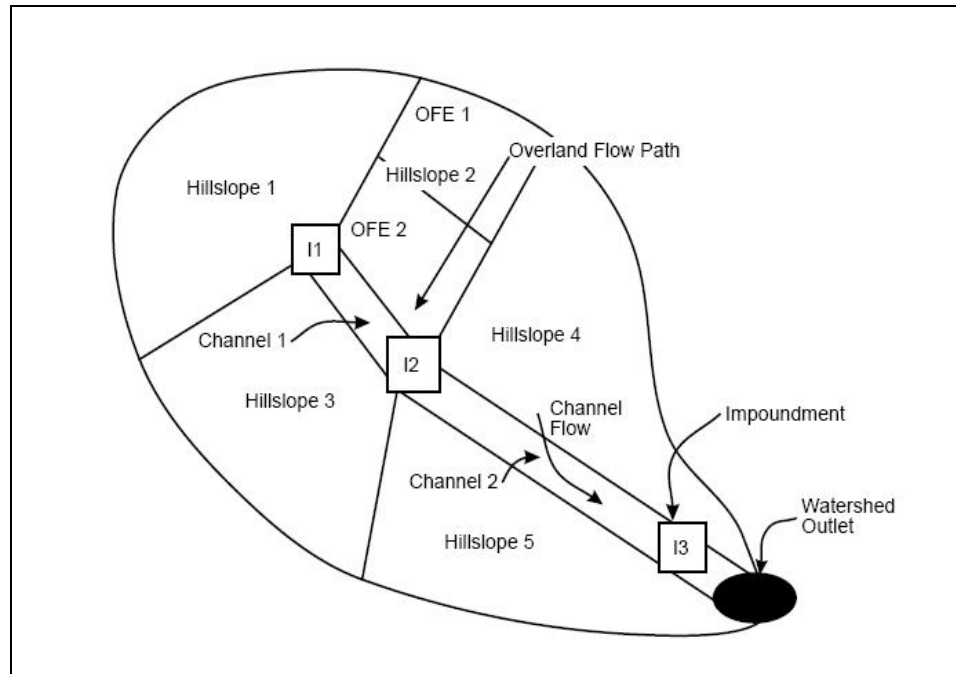 OFE 1
Overland Flow Path
Hillslope 2
Hillslope 1
OFE 2
I1
Channel 1
I2
Hillslope 4
Hillslope 3
Channel
Flow
Impoundment
Channel 2
Watershed
Outlet
Hillslope 5
I3